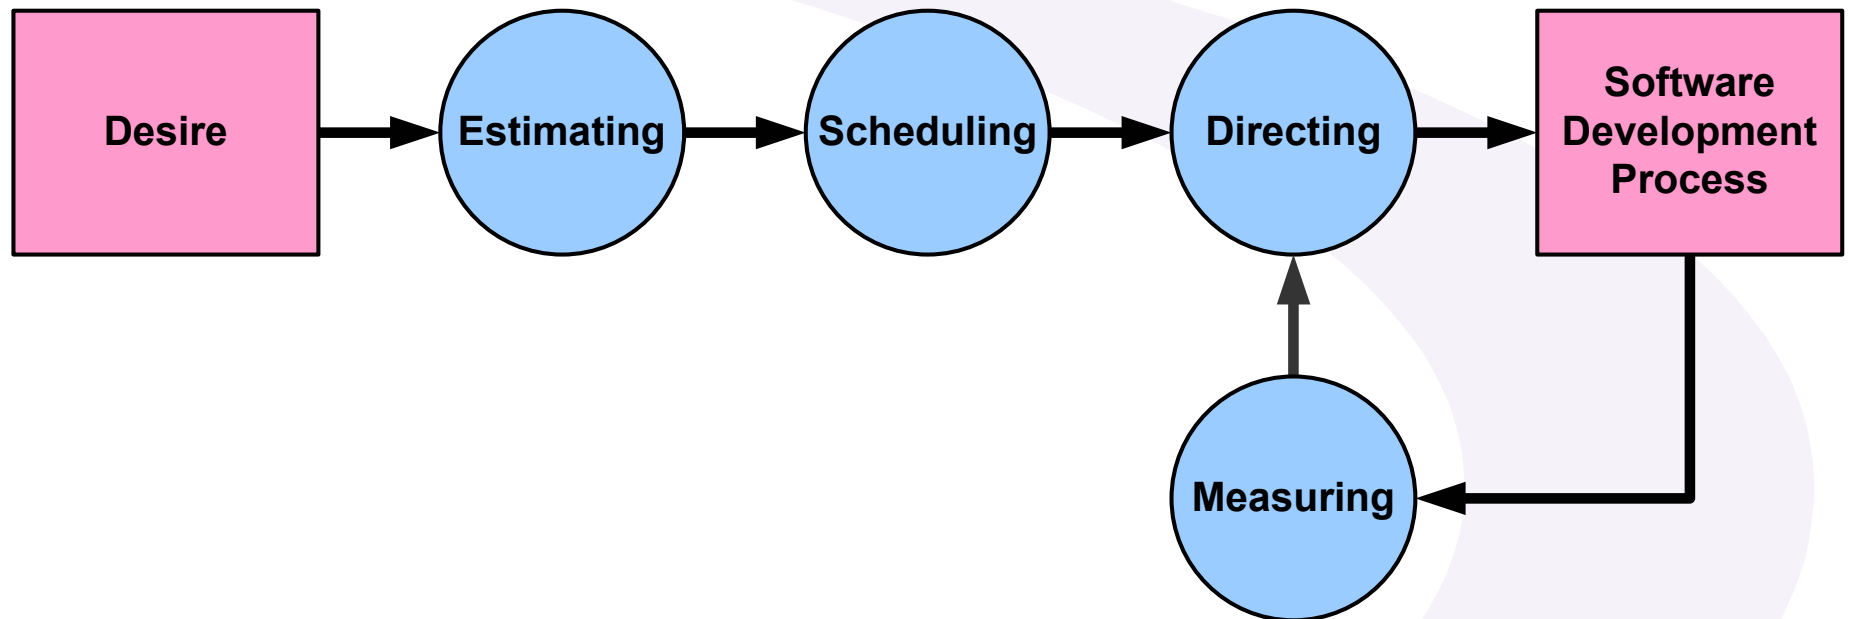 Desire
Estimating
Scheduling
Directing
Software
Development
Process
Measuring